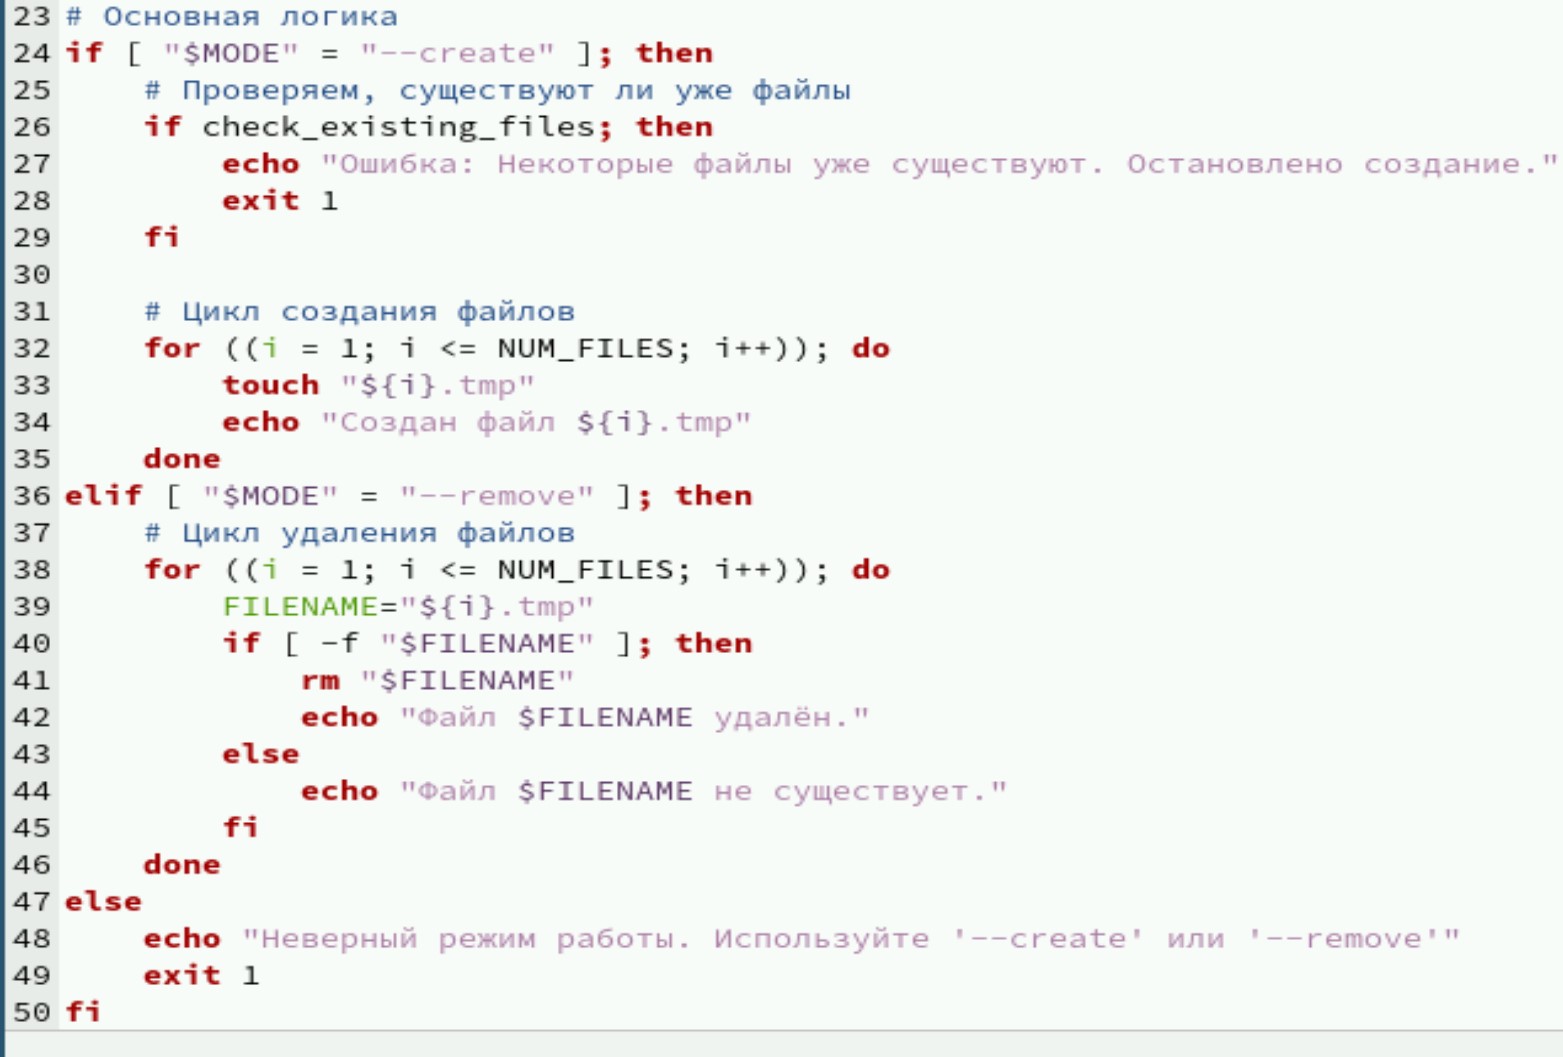 23 # Основная логика
24 if [ "$MODE" = "--create" ]; then
25     # Проверяем, существуют ли уже файлы
26     if check_existing_files; then
27         echo "Ошибка: Некоторые файлы уже существуют. Остановлено создание."
28         exit 1
29     fi
30
31     # Цикл создания файлов
32     for ((i = 1; i <= NUM_FILES; i++)); do
33         touch "${i}.tmp"
34         echo "Создан файл ${i}.tmp"
35     done
36 elif [ "$MODE" = "--remove" ]; then
37     # Цикл удаления файлов
38     for ((i = 1; i <= NUM_FILES; i++)); do
39         FILENAME="${i}.tmp"
40         if [ -f "$FILENAME" ]; then
41             rm "$FILENAME"
42             echo "Файл $FILENAME удалён."
43         else
44             echo "Файл $FILENAME не существует."
45         fi
46     done
47 else
48     echo "Неверный режим работы. Используйте '--create' или '--remove'"
49     exit 1
50 fi